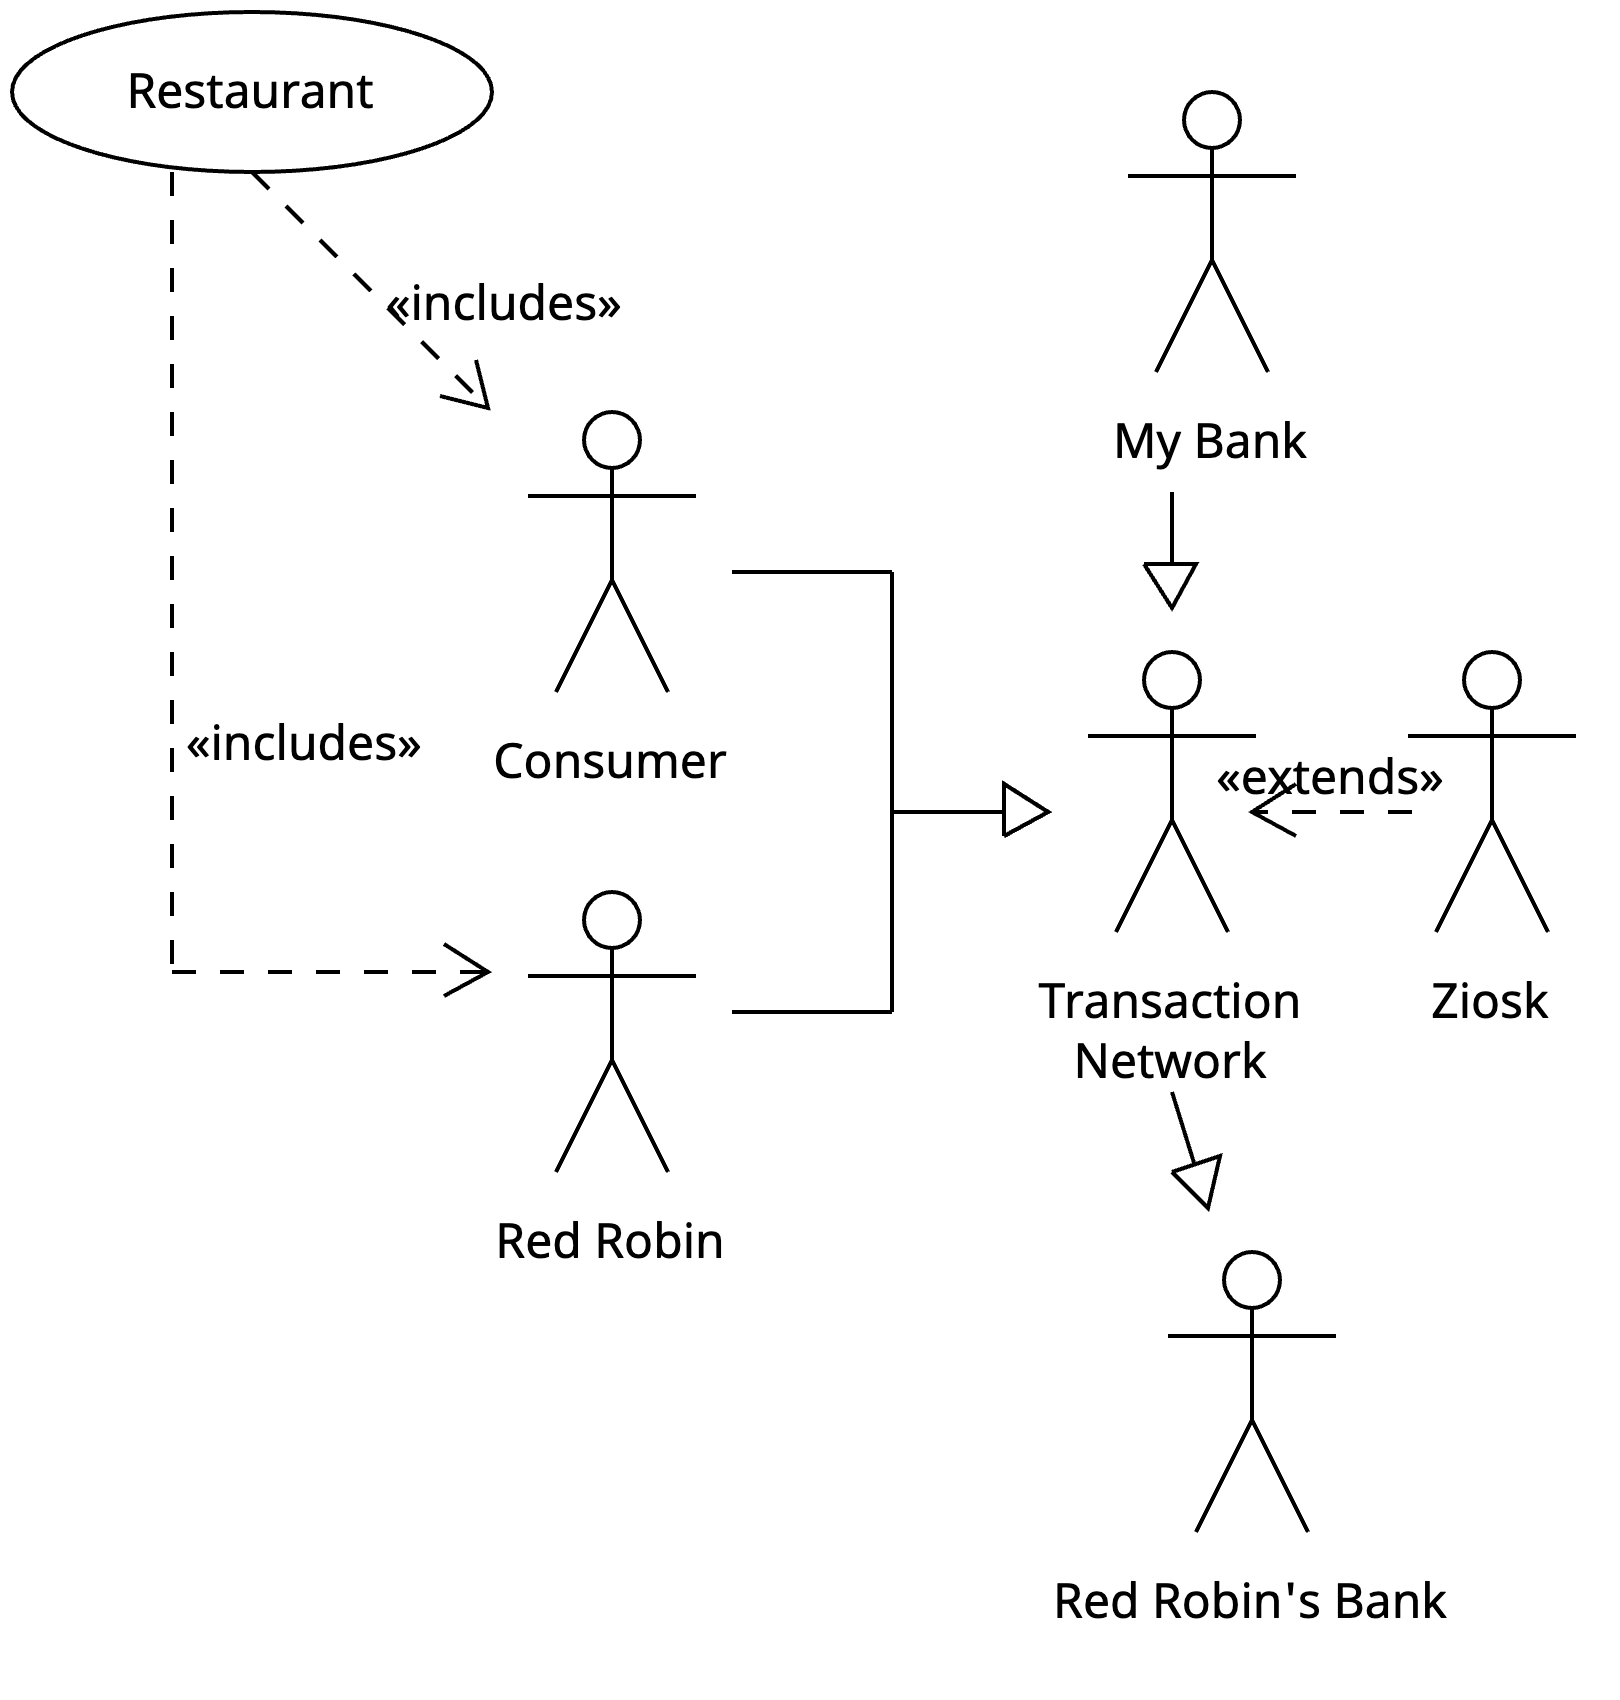 Restaurant
«includes»
My Bank
Consumer
«includes»
«extends»
Transaction
Network
Ziosk
Red Robin
Red Robin's Bank